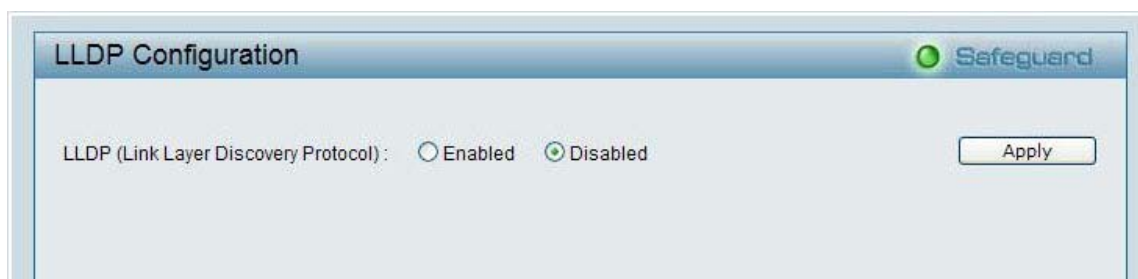 LLDP Configuration
Safeguard
LLDP (Link Layer Discovery Protocol) : Enabled Disabled Apply